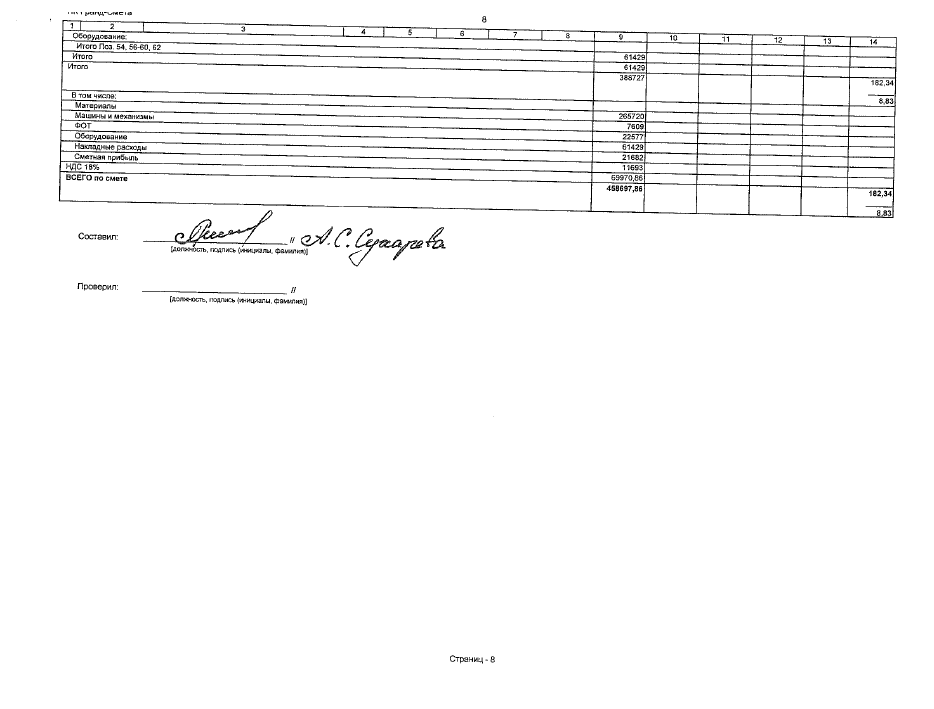 ПК Гранд-Смета
8
1 2 3 4 5 6 7 8 9 10 11 12 13 14
Оборудование:
Итого Поз. 54, 56-60, 62 61429
Итого 61429
Итого 388727 182,34
8,83
В том числе:
Материалы 265720
Машины и механизмы 7609
ФОТ 22577
Оборудование 61429
Накладные расходы 21682
Сметная прибыль 11693
НДС 18% 69970,86
ВСЕГО по смете 458697,86 182,34
8,83
Составил: // А.С. Сухарева
[должность, подпись (инициалы, фамилия)]
Проверил: //
[должность, подпись (инициалы, фамилия)]
Страниц - 8